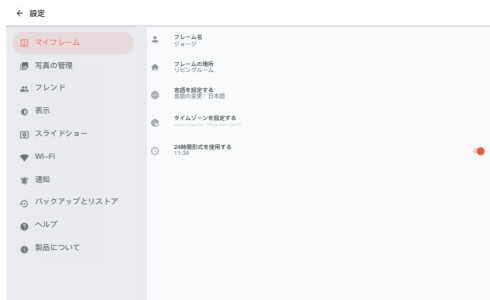 設定
マイフレーム
写真の管理
フレンド
表示
スライドショー
Wi-Fi
通知
バックアップとリストア
ヘルプ
製品について
フレーム名
ジョージ
フレームの場所
リビングルーム
言語を設定する
言語の変更: 日本語
タイムゾーンを設定する
24時間形式を使用する
11:34